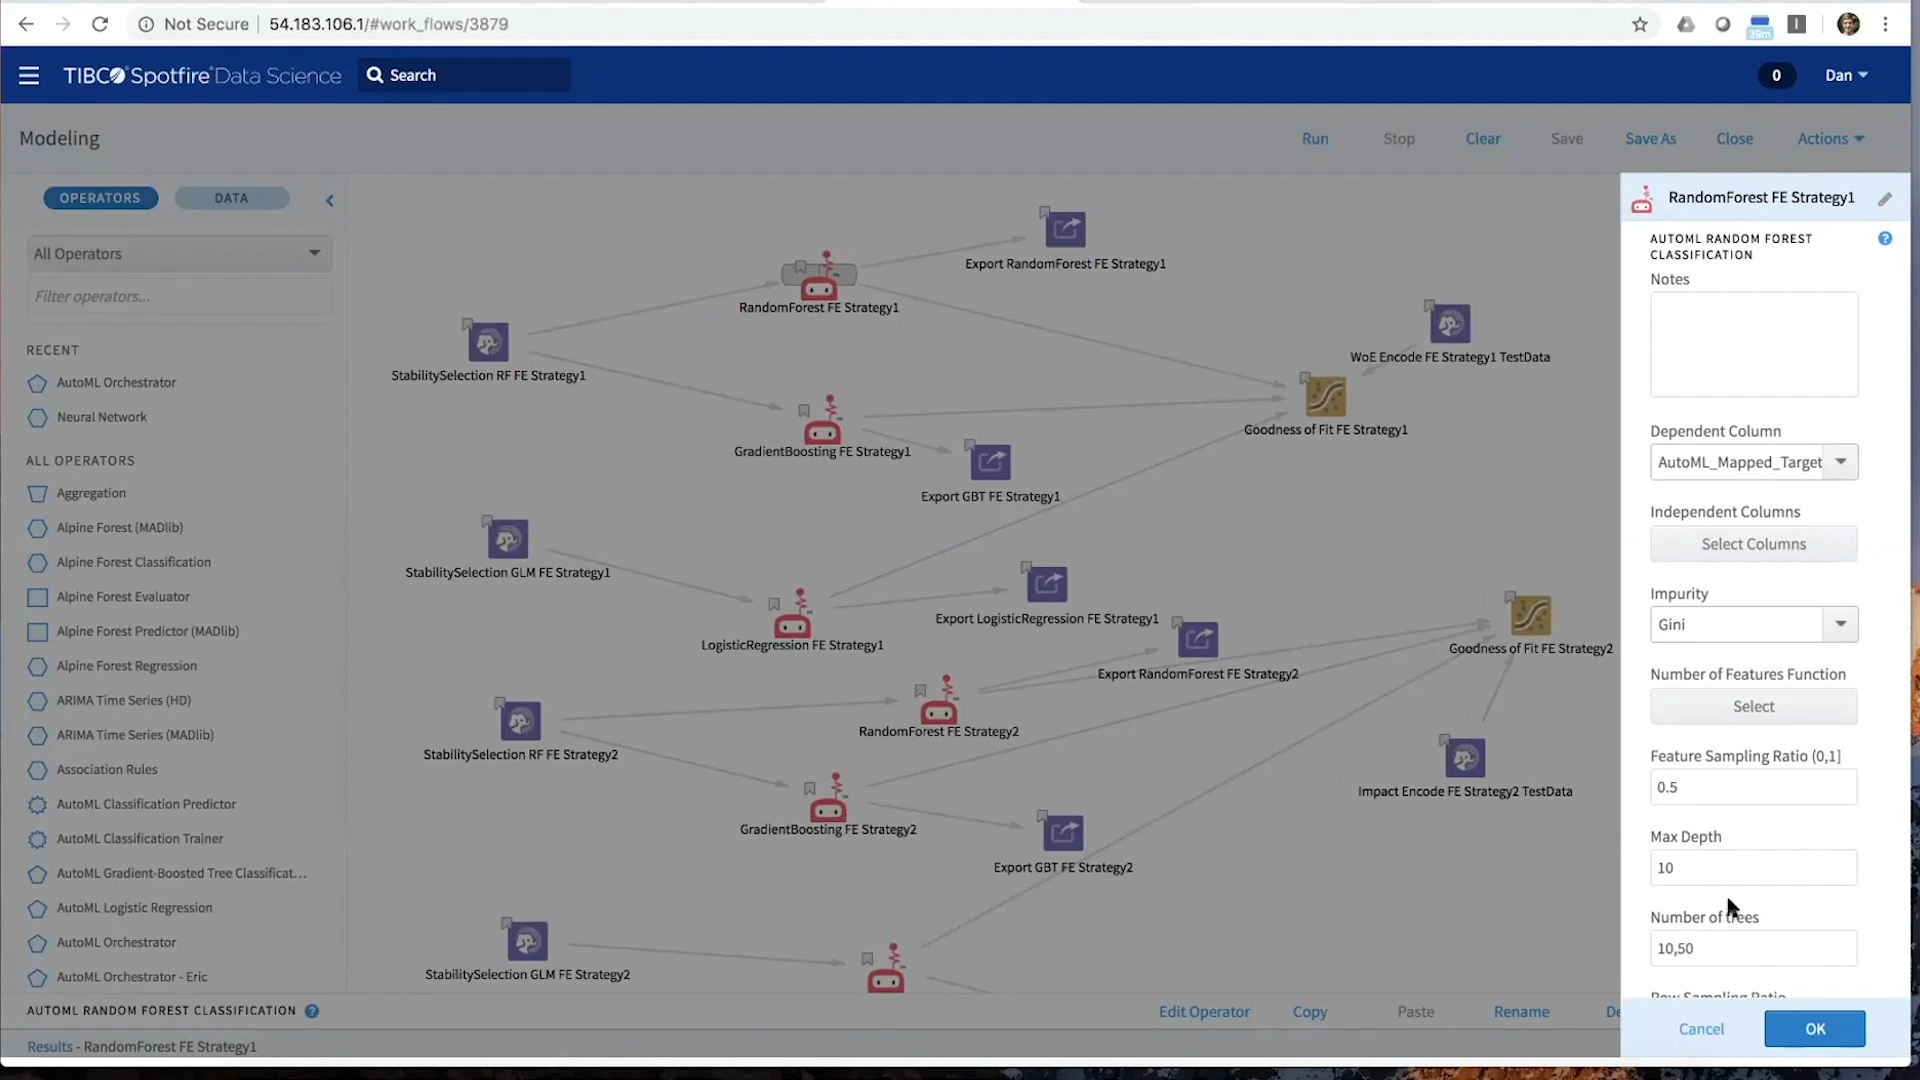 Not Secure
54.183.106.1/#work_flows/3879
39m
TIBCO Spotfire Data Science
Search
0
Dan
Modeling
Run
Stop
Clear
Save
Save As
Close
Actions
OPERATORS
DATA
All Operators
Filter operators...
RECENT
AutoML Orchestrator
Neural Network
ALL OPERATORS
Aggregation
Alpine Forest (MADlib)
Alpine Forest Classification
Alpine Forest Evaluator
Alpine Forest Predictor (MADlib)
Alpine Forest Regression
ARIMA Time Series (HD)
ARIMA Time Series (MADlib)
Association Rules
AutoML Classification Predictor
AutoML Classification Trainer
AutoML Gradient-Boosted Tree Classificat...
AutoML Logistic Regression
AutoML Orchestrator
AutoML Orchestrator - Eric
Export RandomForest FE Strategy1
RandomForest FE Strategy1
WoE Encode FE Strategy1 TestData
StabilitySelection RF FE Strategy1
Goodness of Fit FE Strategy1
GradientBoosting FE Strategy1
Export GBT FE Strategy1
StabilitySelection GLM FE Strategy1
Export LogisticRegression FE Strategy1
LogisticRegression FE Strategy1
Goodness of Fit FE Strategy2
Export RandomForest FE Strategy2
RandomForest FE Strategy2
StabilitySelection RF FE Strategy2
Impact Encode FE Strategy2 TestData
GradientBoosting FE Strategy2
Export GBT FE Strategy2
StabilitySelection GLM FE Strategy2
RandomForest FE Strategy1
AUTOML RANDOM FOREST
CLASSIFICATION
?
Notes
Dependent Column
AutoML_Mapped_Target
Independent Columns
Select Columns
Impurity
Gini
Number of Features Function
Select
Feature Sampling Ratio (0,1]
0.5
Max Depth
10
Number of trees
10,50
Row Sampling Ratio
Cancel
OK
AUTOML RANDOM FOREST CLASSIFICATION ?
Edit Operator
Copy
Paste
Rename
De
Results - RandomForest FE Strategy1